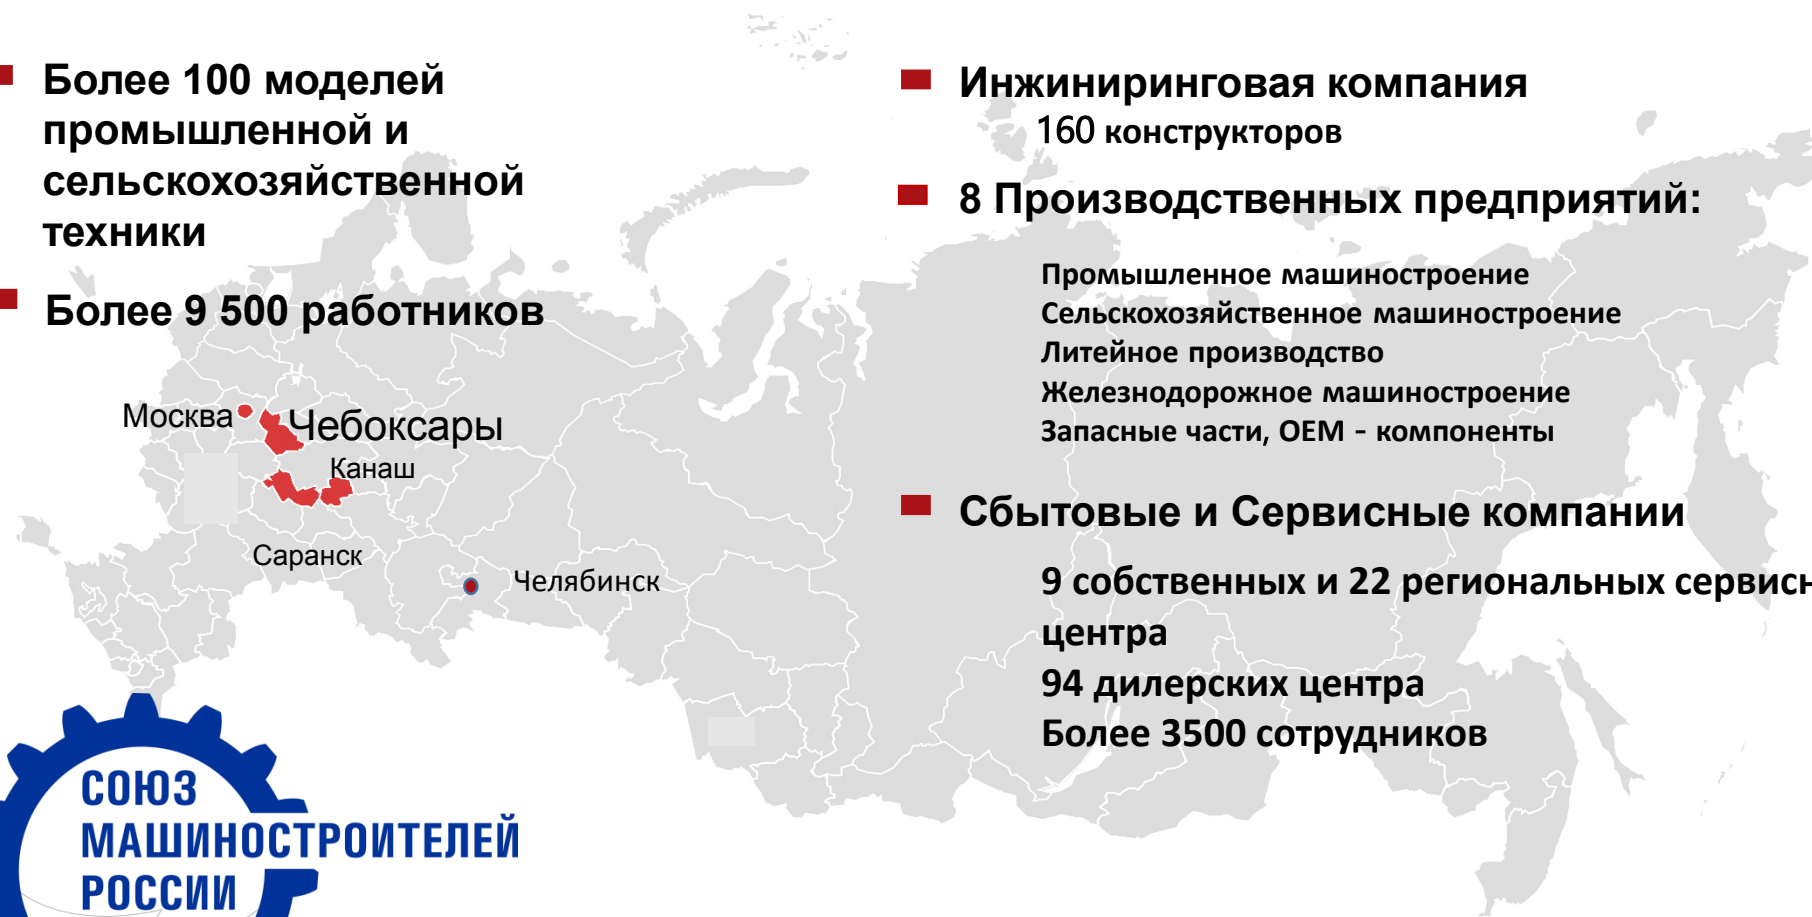 Более 100 моделей
промышленной и
сельскохозяйственной
техники
Более 9 500 работников
Москва
Чебоксары
Канаш
Саранск
Челябинск
СОЮЗ
МАШИНОСТРОИТЕЛЕЙ
РОССИИ
Инжиниринговая компания
160 конструкторов
8 Производственных предприятий:
Промышленное машиностроение
Сельскохозяйственное машиностроение
Литейное производство
Железнодорожное машиностроение
Запасные части, ОЕМ - компоненты
Сбытовые и Сервисные компании
9 собственных и 22 региональных сервисн
центра
94 дилерских центра
Более 3500 сотрудников